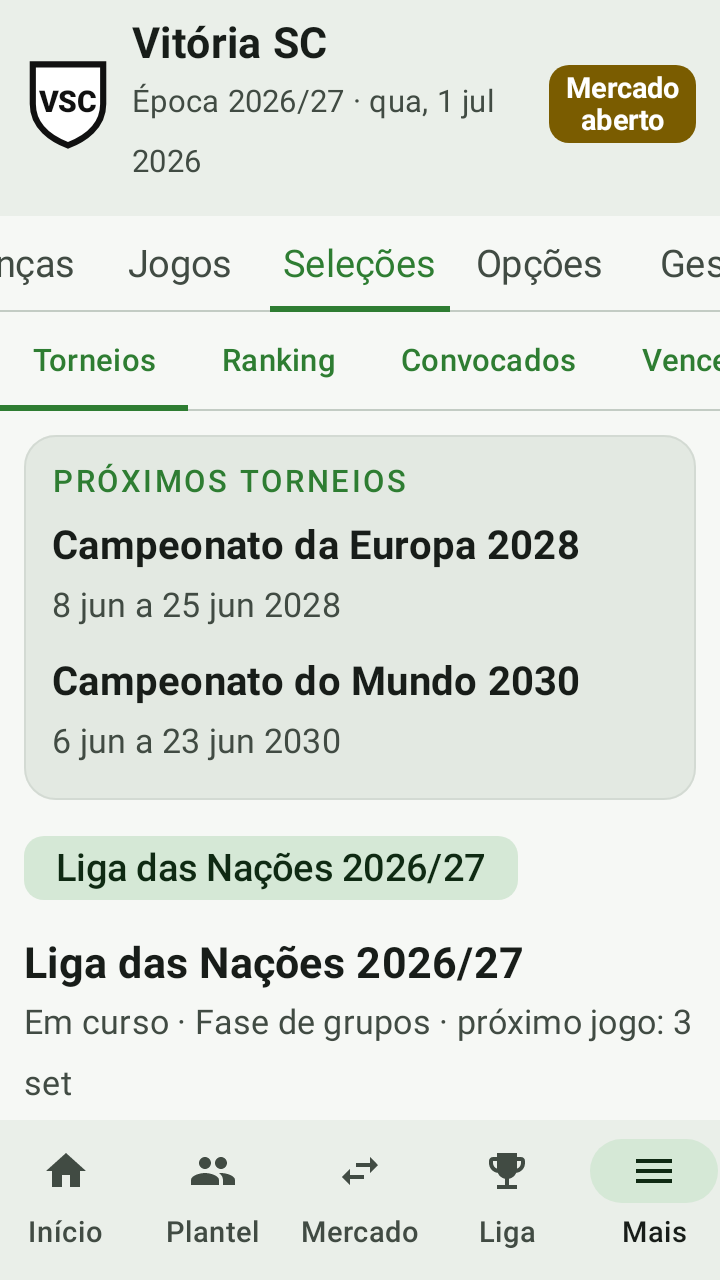 Vitória SC
VSC
Época 2026/27 · qua, 1 jul
2026
Mercado
aberto
nças Jogos Seleções Opções Ges
Torneios Ranking Convocados Vence
PRÓXIMOS TORNEIOS
Campeonato da Europa 2028
8 jun a 25 jun 2028
Campeonato do Mundo 2030
6 jun a 23 jun 2030
Liga das Nações 2026/27
Liga das Nações 2026/27
Em curso · Fase de grupos · próximo jogo: 3
set
Início Plantel Mercado Liga Mais